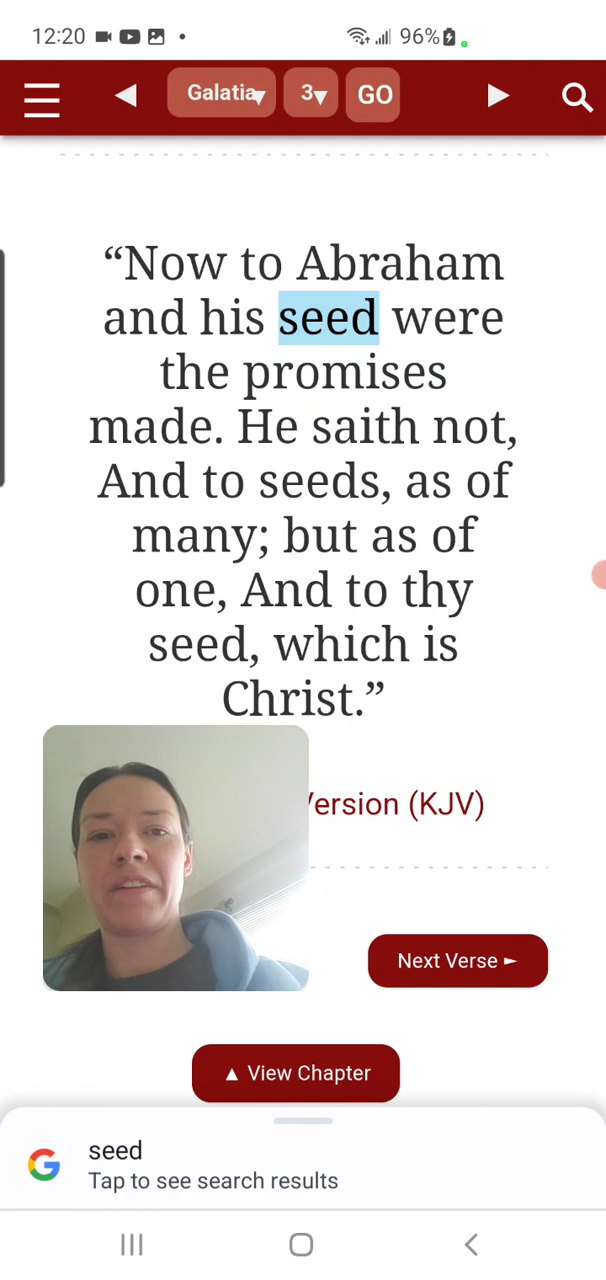 12:20 96%
Galatia 3 GO
“Now to Abraham
and his seed were
the promises
made. He saith not,
And to seeds, as of
many; but as of
one, And to thy
seed, which is
Christ.”
Version (KJV)
Next Verse ►
▲ View Chapter
seed
Tap to see search results